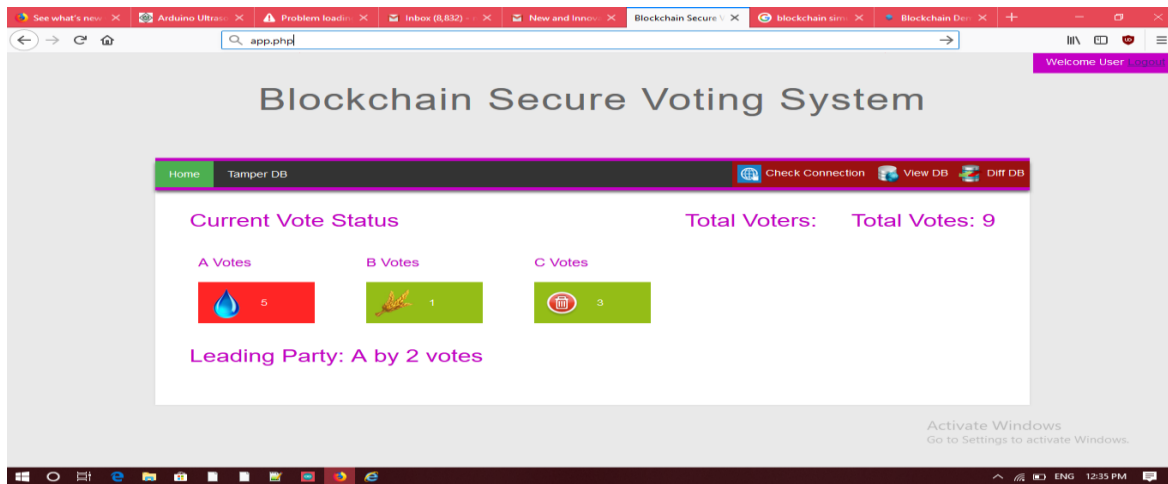 See what's new
Arduino Ultras
Problem loadin
Inbox (8,832) -
New and Innov
Blockchain Secure V
blockchain sim
Blockchain Den
app.php
Welcome User Logout
Blockchain Secure Voting System
Home Tamper DB Check Connection View DB Diff DB
Current Vote Status Total Voters: Total Votes: 9
A Votes B Votes C Votes
5 1 3
Leading Party: A by 2 votes
Activate Windows
Go to Settings to activate Windows.
ENG 12:35 PM